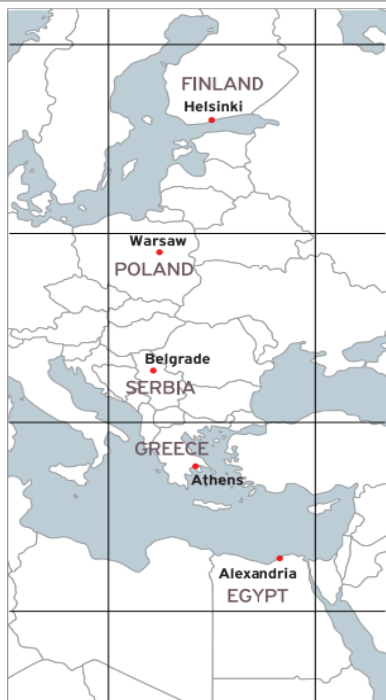 FINLAND
Helsinki
Warsaw
POLAND
Belgrade
SERBIA
GREECE
Athens
Alexandria
EGYPT